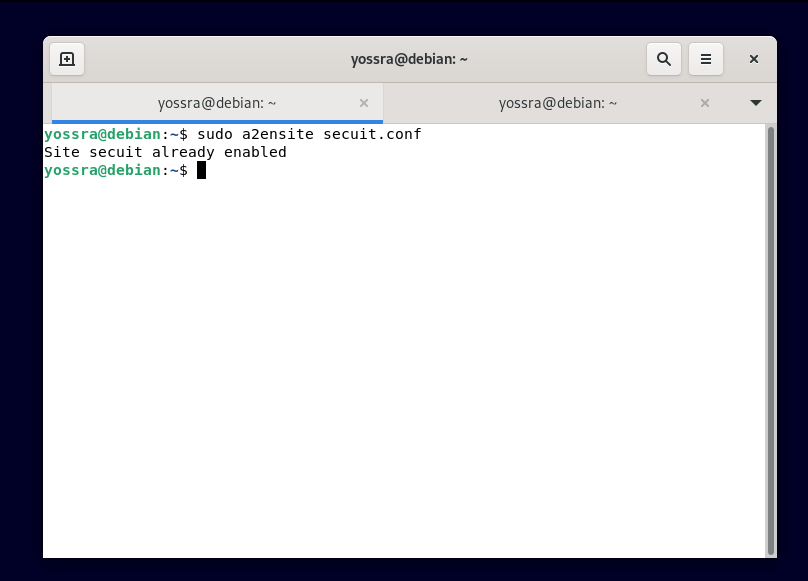 yossra@debian: ~
yossra@debian: ~ yossra@debian: ~
yossra@debian:~$ sudo a2ensite secuit.conf
Site secuit already enabled
yossra@debian:~$